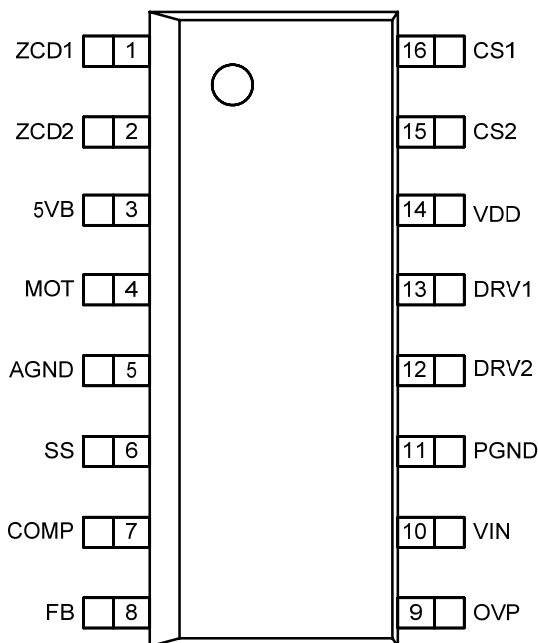 ZCD1 1 16 CS1
ZCD2 2 15 CS2
5VB 3 14 VDD
MOT 4 13 DRV1
AGND 5 12 DRV2
SS 6 11 PGND
COMP 7 10 VIN
FB 8 9 OVP